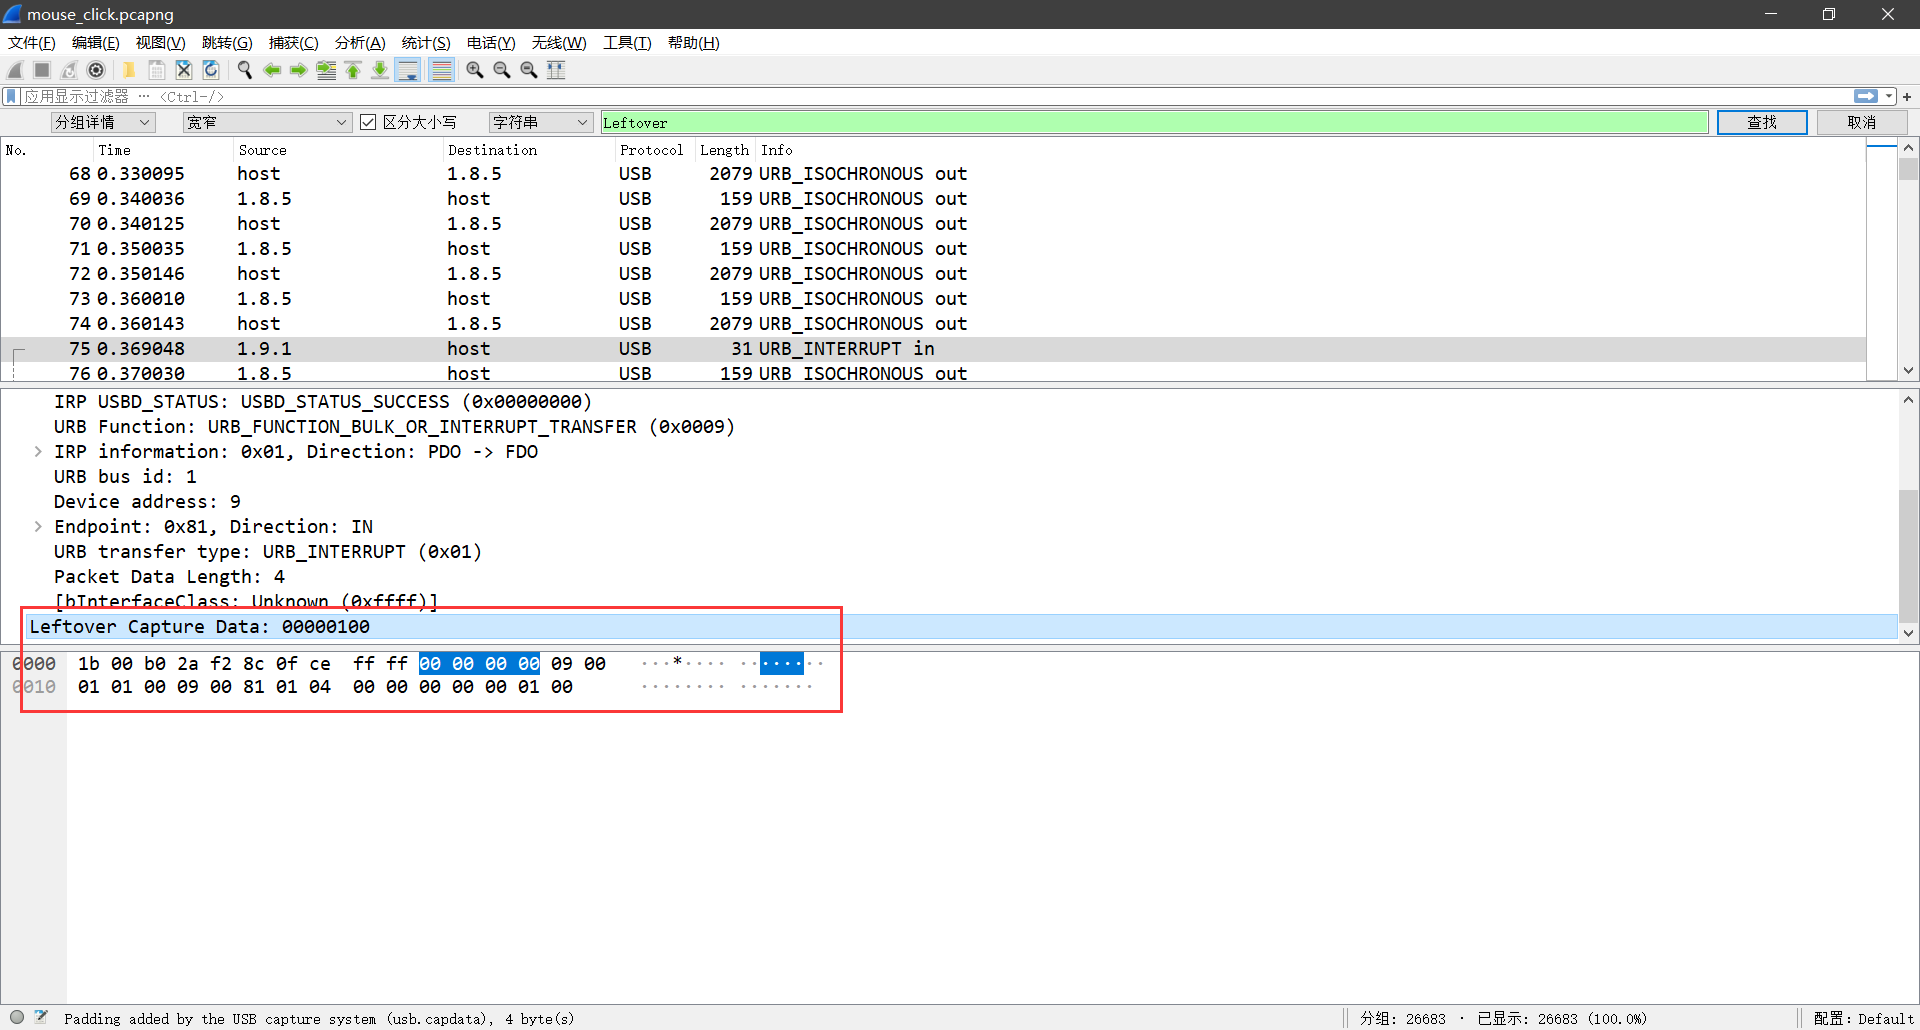 mouse_click.pcapng
文件(F) 编辑(E) 视图(V) 跳转(G) 捕获(C) 分析(A) 统计(S) 电话(Y) 无线(W) 工具(T) 帮助(H)
应用显示过滤器 … <Ctrl-/>
分组详情 宽窄 区分大小写 字符串 Leftover 查找 取消
No. Time Source Destination Protocol Length Info
68 0.330095 host 1.8.5 USB 2079 URB_ISOCHRONOUS out
69 0.340036 1.8.5 host USB 159 URB_ISOCHRONOUS out
70 0.340125 host 1.8.5 USB 2079 URB_ISOCHRONOUS out
71 0.350035 1.8.5 host USB 159 URB_ISOCHRONOUS out
72 0.350146 host 1.8.5 USB 2079 URB_ISOCHRONOUS out
73 0.360010 1.8.5 host USB 159 URB_ISOCHRONOUS out
74 0.360143 host 1.8.5 USB 2079 URB_ISOCHRONOUS out
75 0.369048 1.9.1 host USB 31 URB_INTERRUPT in
76 0.370030 1.8.5 host USB 159 URB ISOCHRONOUS out
IRP USBD_STATUS: USBD_STATUS_SUCCESS (0x00000000)
URB Function: URB_FUNCTION_BULK_OR_INTERRUPT_TRANSFER (0x0009)
IRP information: 0x01, Direction: PDO -> FDO
URB bus id: 1
Device address: 9
Endpoint: 0x81, Direction: IN
URB transfer type: URB_INTERRUPT (0x01)
Packet Data Length: 4
[bInterfaceClass: Unknown (0xffff)]
Leftover Capture Data: 00000100
0000 1b 00 b0 2a f2 8c 0f ce ff ff 00 00 00 00 09 00 ···*···· ········
0010 01 01 00 09 00 81 01 04 00 00 00 00 00 01 00 ········ ·······
Padding added by the USB capture system (usb.capdata), 4 byte(s) 分组: 26683 · 已显示: 26683 (100.0%) 配置: Default